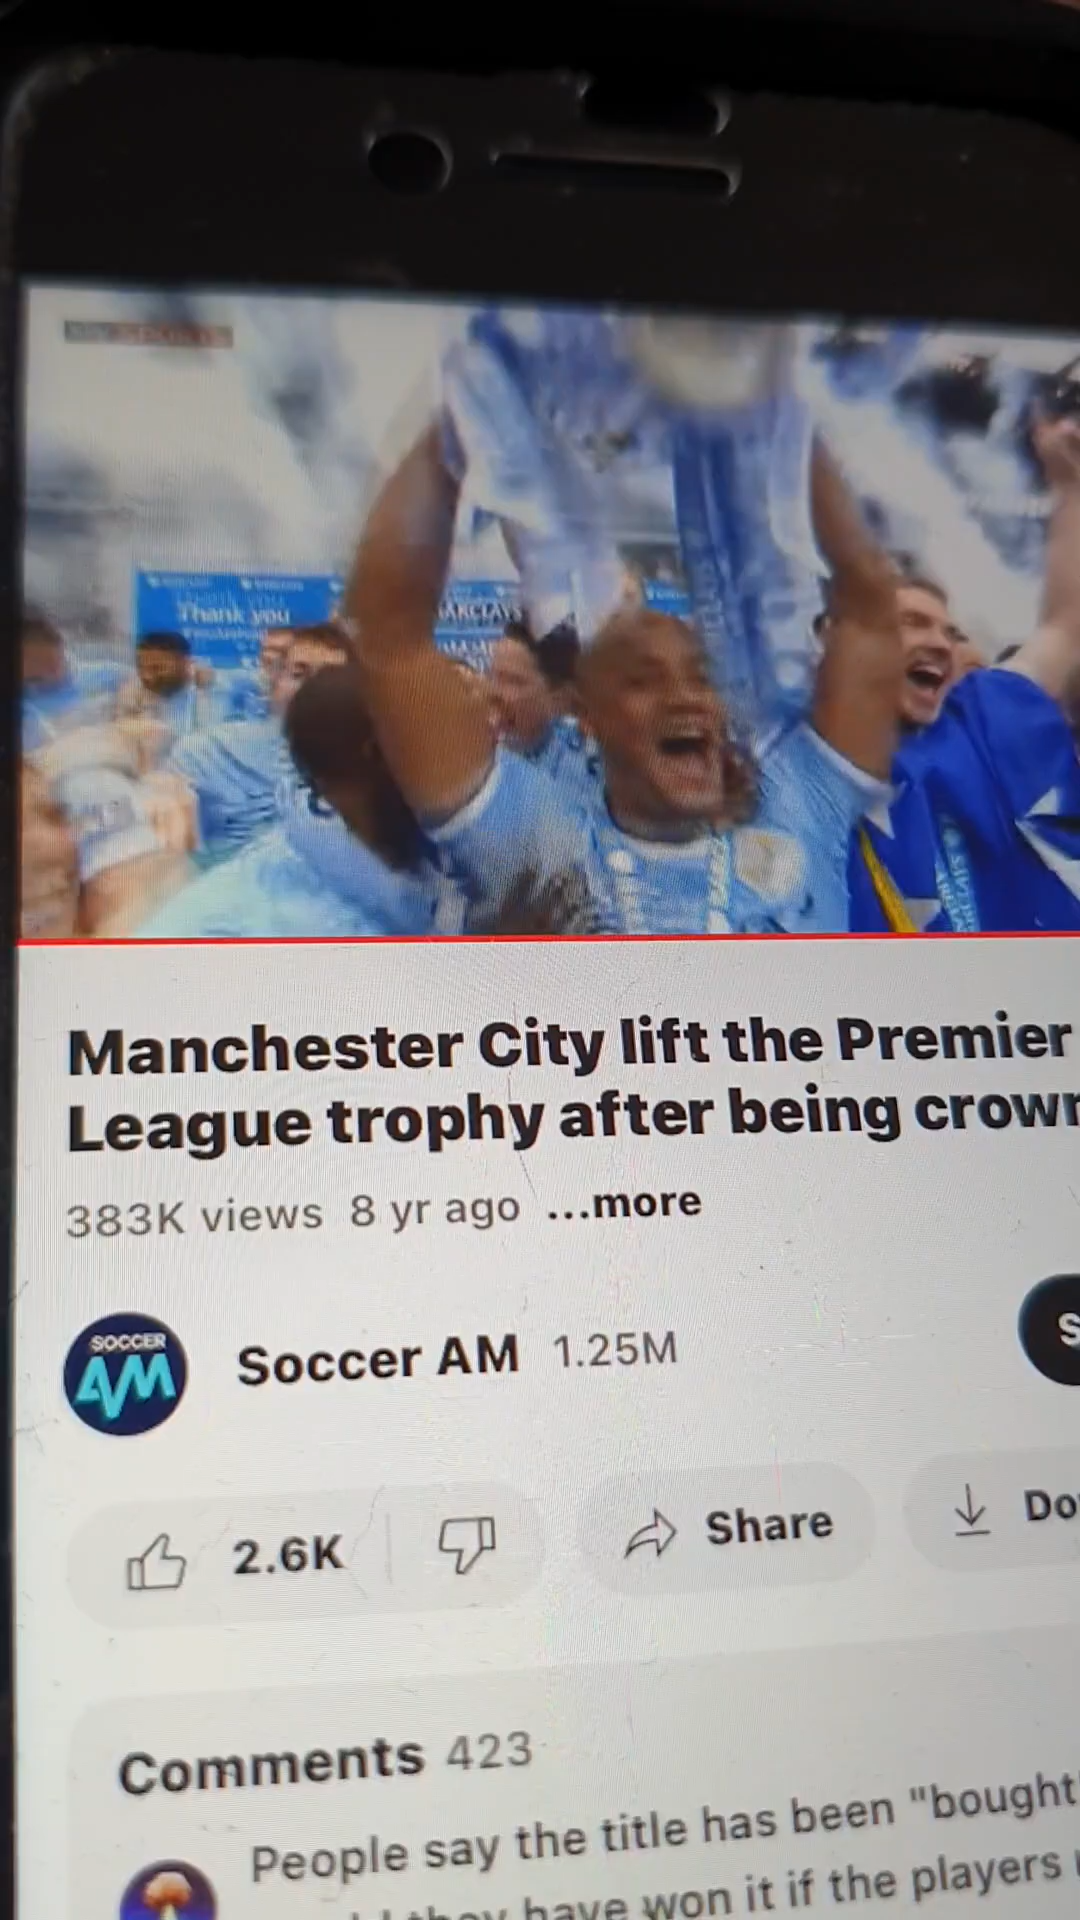 Thank you
BARCLAYS
Manchester City lift the Premier
League trophy after being crown
383K views 8 yr ago ...more
SOCCER
AM
Soccer AM 1.25M
S
2.6K
Share
Do
Comments 423
People say the title has been "bought"
they have won it if the players